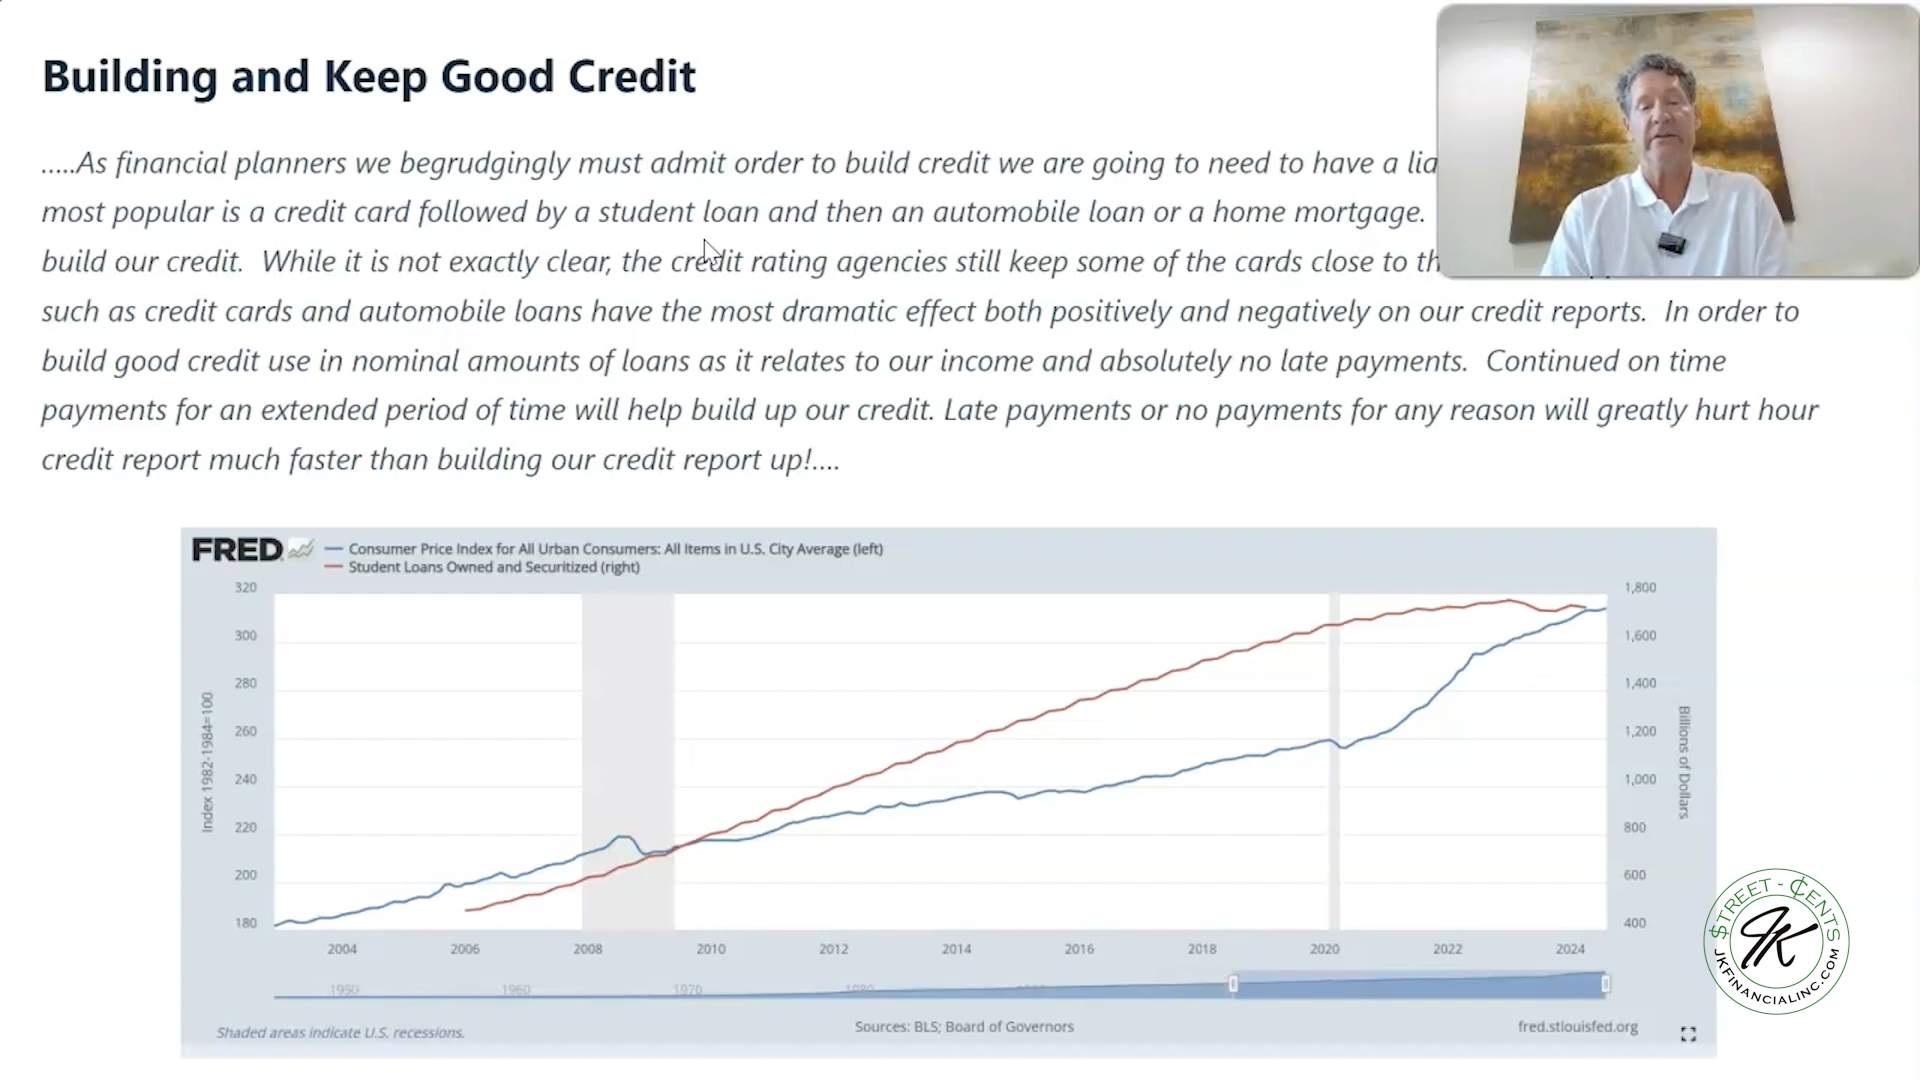 Building and Keep Good Credit
.....As financial planners we begrudgingly must admit order to build credit we are going to need to have a
most popular is a credit card followed by a student loan and then an automobile loan or a home mortgage.
build our credit.  While it is not exactly clear, the credit rating agencies still keep some of the cards close to
such as credit cards and automobile loans have the most dramatic effect both positively and negatively on our credit reports.  In order to
build good credit use in nominal amounts of loans as it relates to our income and absolutely no late payments.  Continued on time
payments for an extended period of time will help build up our credit. Late payments or no payments for any reason will greatly hurt hour
credit report much faster than building our credit report up!....
FRED
Consumer Price Index for All Urban Consumers: All Items in U.S. City Average (left)
Student Loans Owned and Securitized (right)
320
300
280
260
240
220
200
180
Index 1982-1984=100
1,800
1,600
1,400
1,200
1,000
800
600
400
Billions of Dollars
2004 2006 2008 2010 2012 2014 2016 2018 2020 2022 2024
1950 1960 1970 1980
Shaded areas indicate U.S. recessions.
Sources: BLS; Board of Governors
fred.stlouisfed.org
$TREET-₵ENTS
JK
JKFINANCIALINC.COM